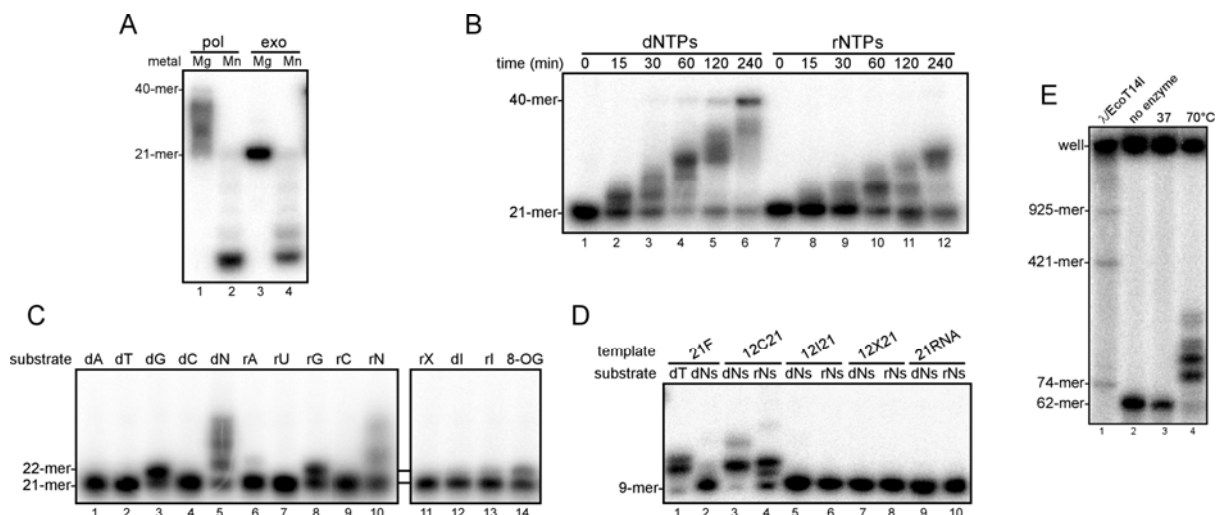 A
pol exo
metal Mg Mn Mg Mn
40-mer
21-mer
1 2 3 4
B
dNTPs rNTPs
time (min) 0 15 30 60 120 240 0 15 30 60 120 240
40-mer
21-mer
1 2 3 4 5 6 7 8 9 10 11 12
C
substrate dA dT dG dC dN rA rU rG rC rN rX dI rI 8-OG
22-mer
21-mer
1 2 3 4 5 6 7 8 9 10 11 12 13 14
D
template 21F 12C21 12I21 12X21 21RNA
substrate dT dNs dNs rNs dNs rNs dNs rNs dNs rNs
9-mer
1 2 3 4 5 6 7 8 9 10
E
λ/EcoT14I no enzyme 37 70°C
well
925-mer
421-mer
74-mer
62-mer
1 2 3 4